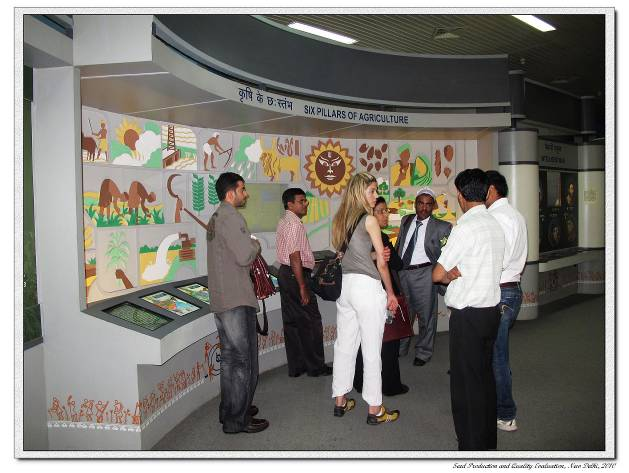 कृषि के छः स्तंभ SIX PILLARS OF AGRICULTURE
Seed Production and Quality Evaluation, New Delhi, 2010